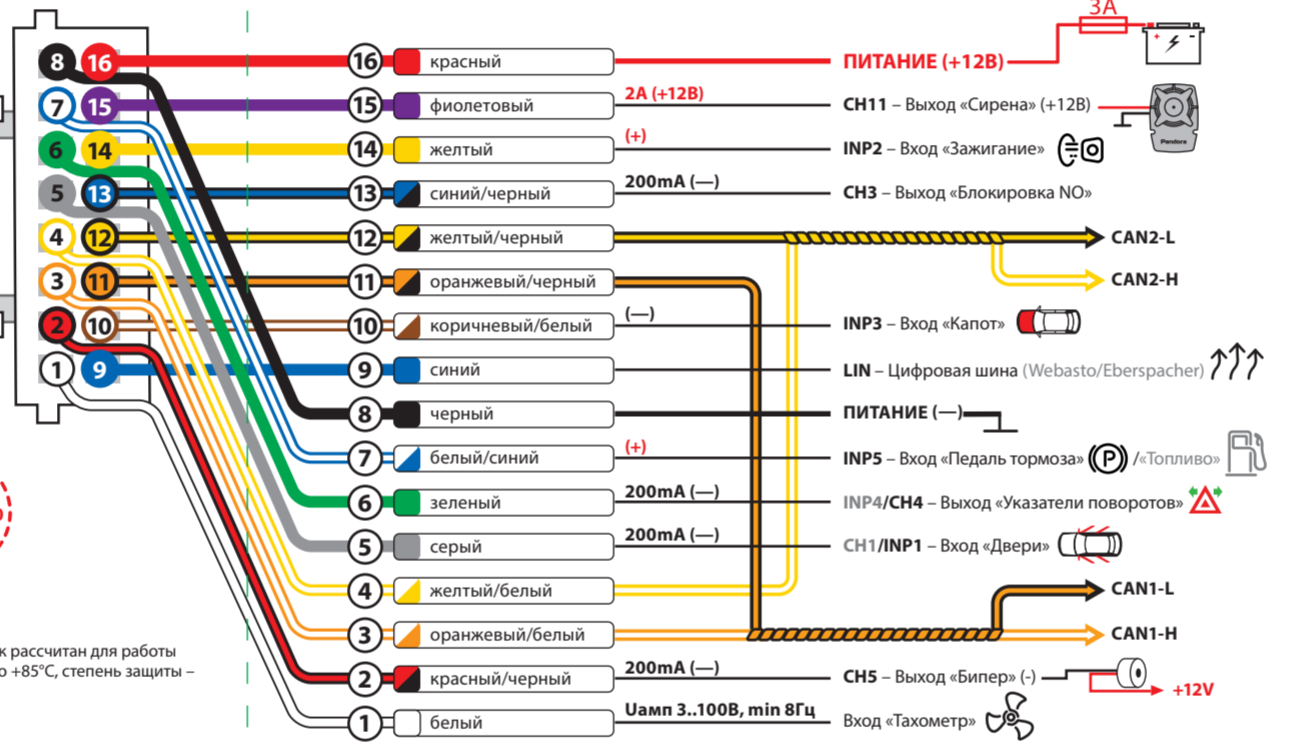 3А
8 16 16 красный ПИТАНИЕ (+12В)
7 15 15 фиолетовый 2А (+12В) CH11 – Выход «Сирена» (+12В)
Pandora
6 14 14 желтый (+) INP2 – Вход «Зажигание»
5 13 13 синий/черный 200mA (—) CH3 – Выход «Блокировка NO»
4 12 12 желтый/черный CAN2-L
3 11 11 оранжевый/черный CAN2-H
2 10 10 коричневый/белый (—) INP3 – Вход «Капот»
1 9 9 синий LIN – Цифровая шина (Webasto/Eberspacher)
8 черный ПИТАНИЕ (—)
7 белый/синий (+) INP5 – Вход «Педаль тормоза» (P) /«Топливо»
6 зеленый 200mA (—) INP4/CH4 – Выход «Указатели поворотов»
5 серый 200mA (—) CH1/INP1 – Вход «Двери»
4 желтый/белый CAN1-L
3 оранжевый/белый CAN1-H
к рассчитан для работы
о +85°С, степень защиты –
2 красный/черный 200mA (—) CH5 – Выход «Бипер» (-) +12V
1 белый Uамп 3..100В, min 8Гц Вход «Тахометр»